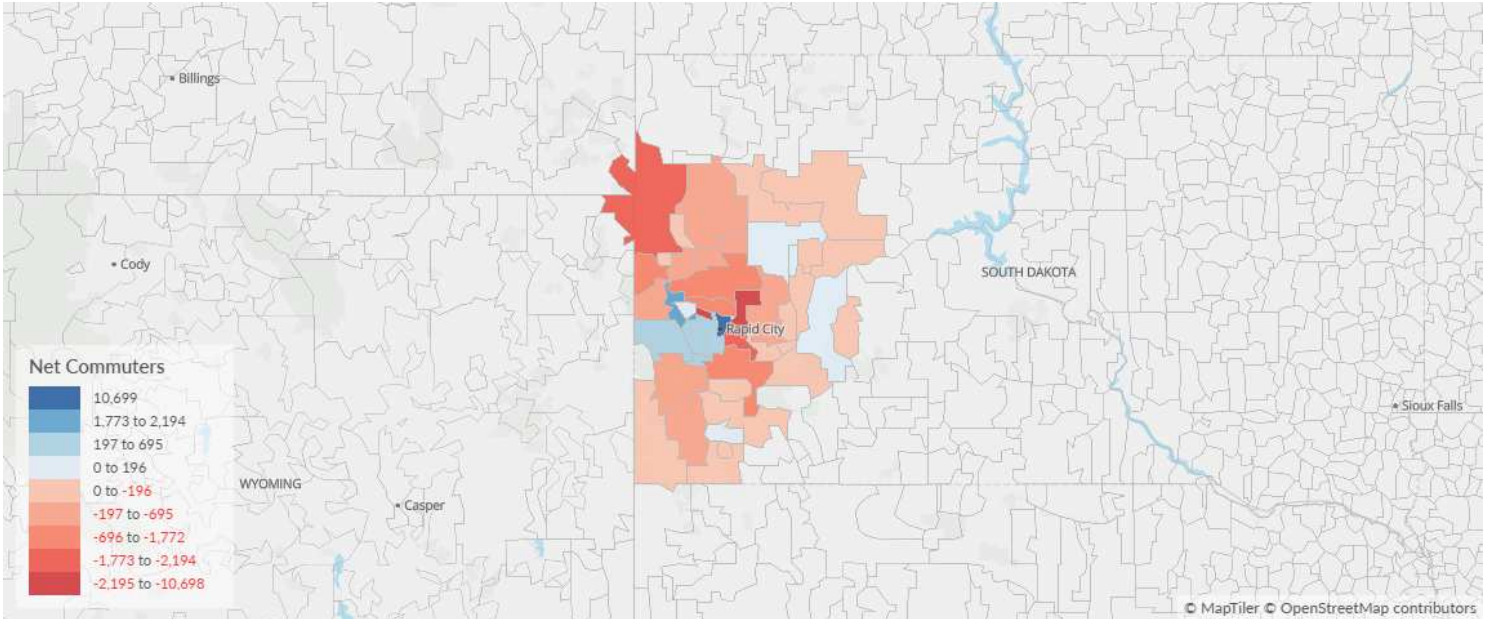 Billings
Cody
SOUTH DAKOTA
Rapid City
Net Commuters
10,699
1,773 to 2,194
197 to 695
0 to 196
0 to -196
-197 to -695
-696 to -1,772
-1,773 to -2,194
-2,195 to -10,698
Sioux Falls
WYOMING
Casper
© MapTiler © OpenStreetMap contributors